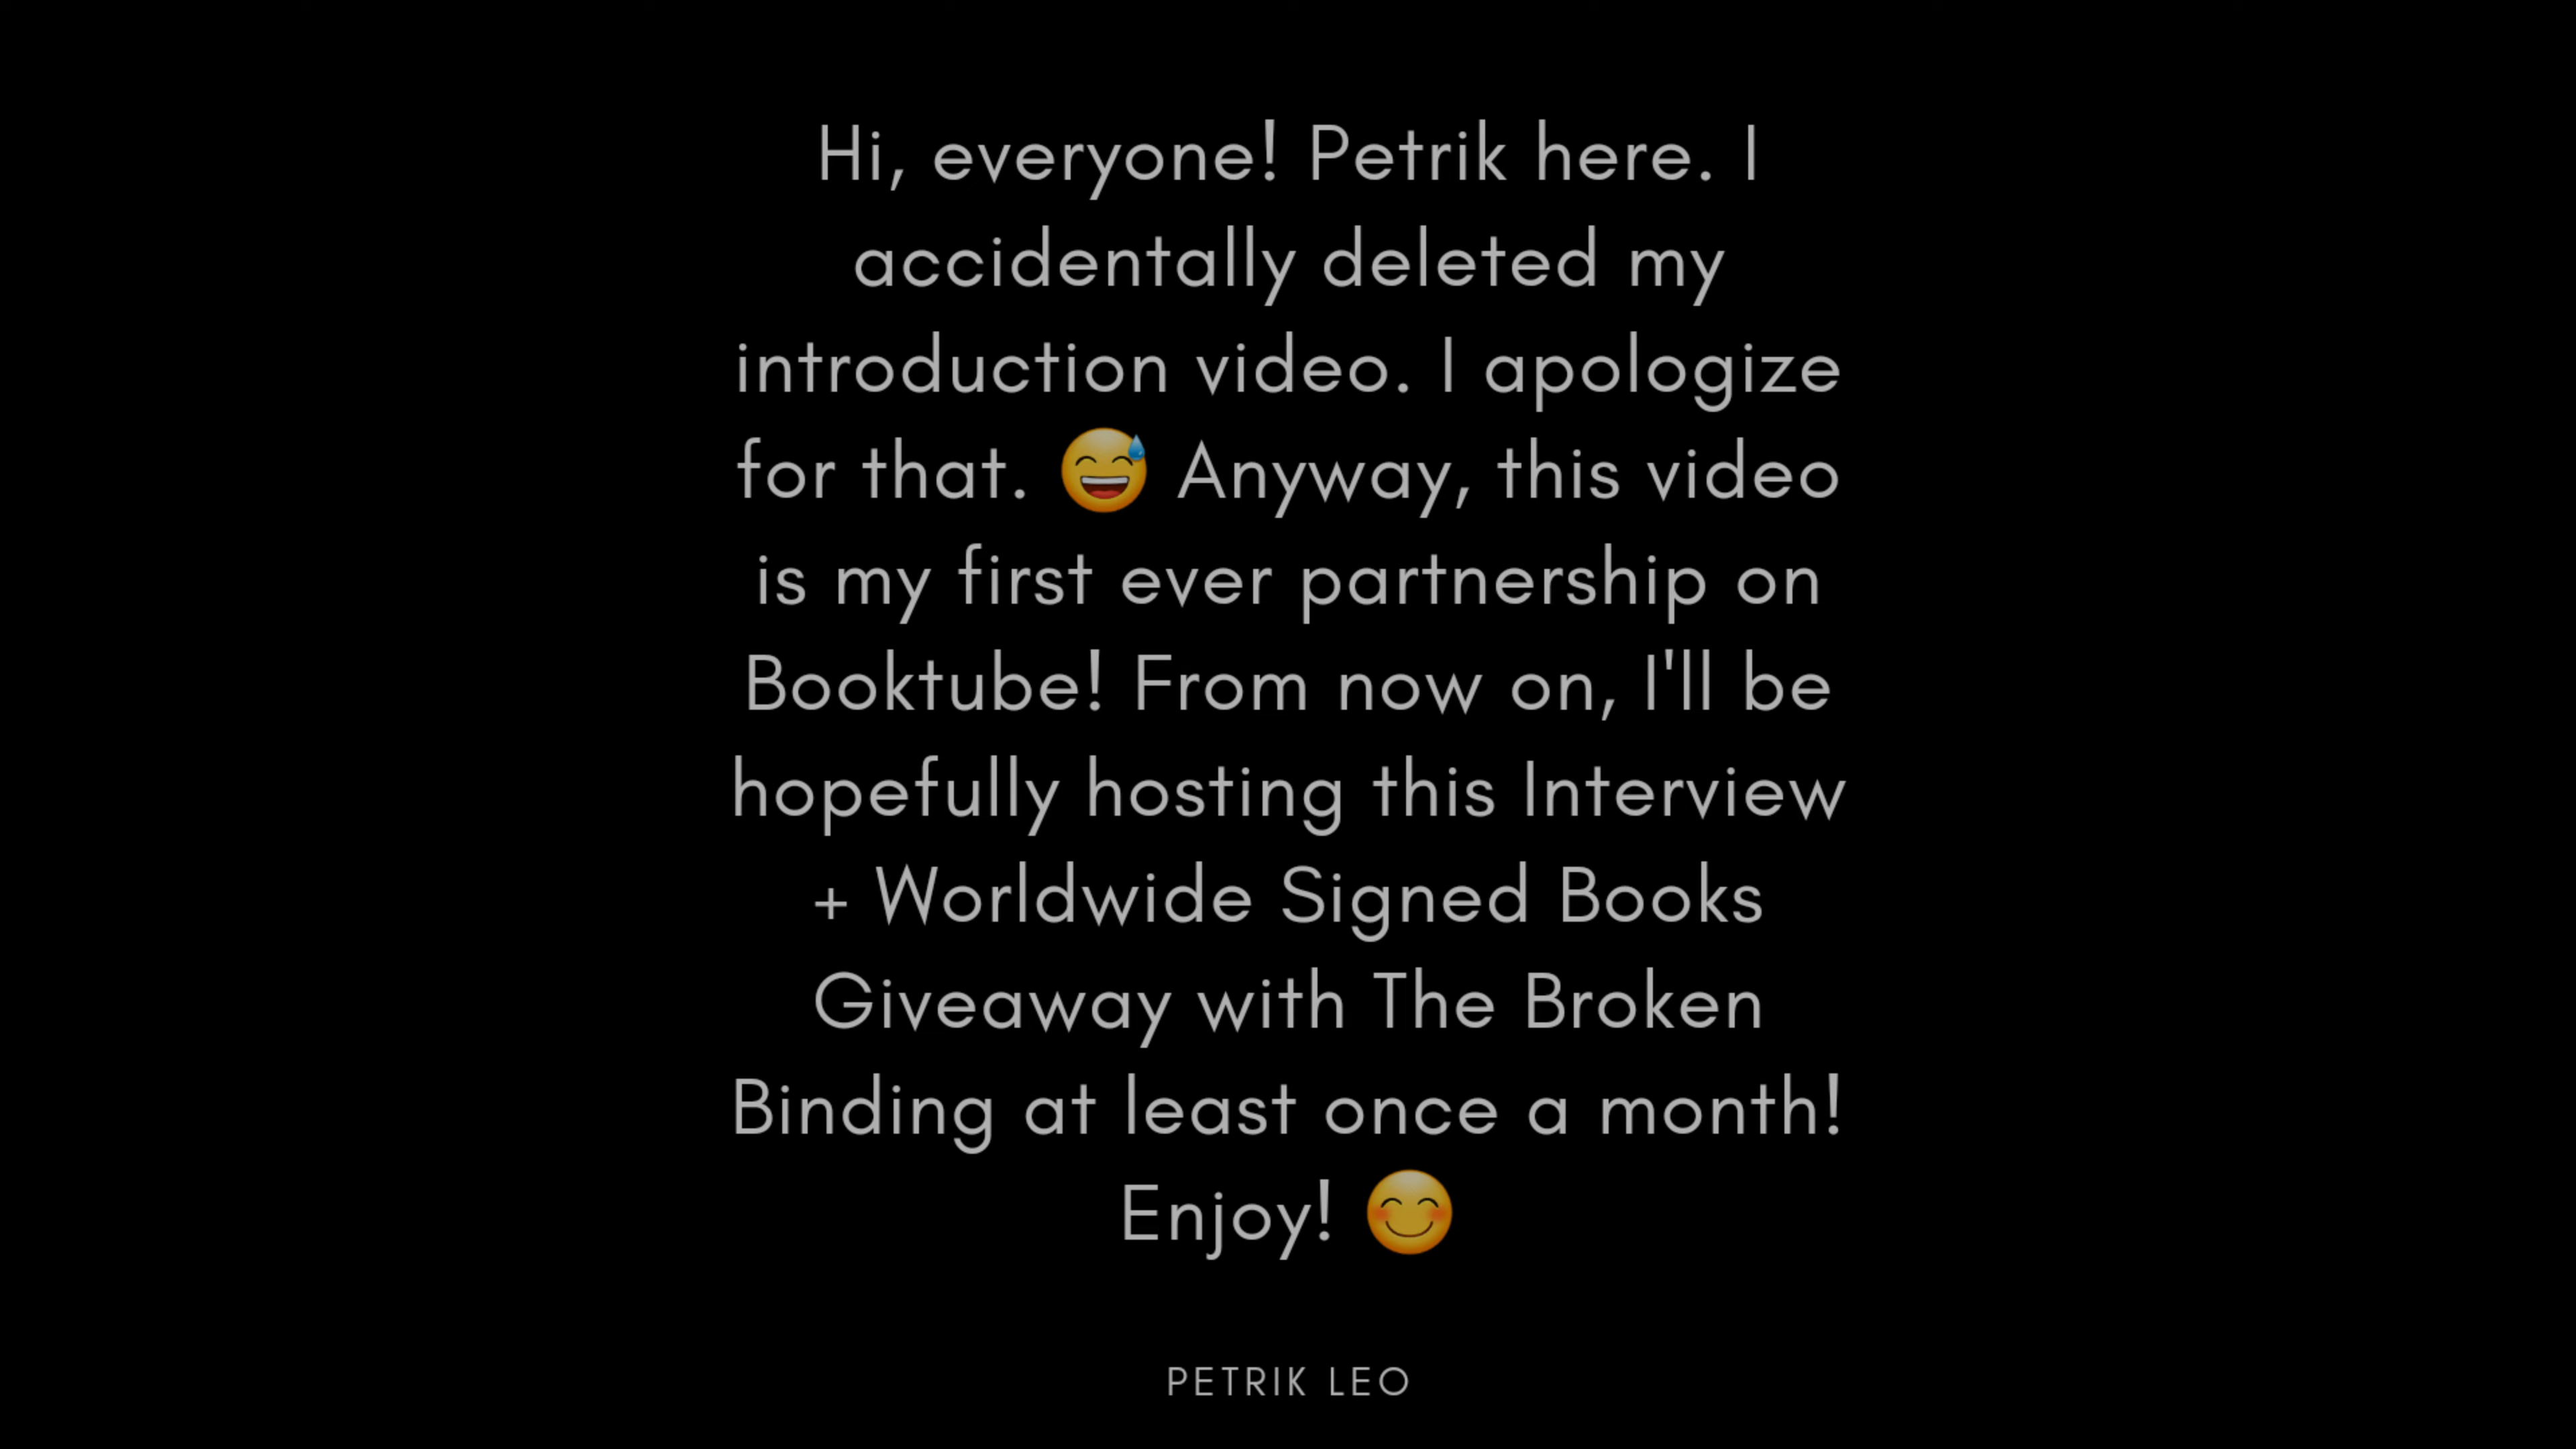 Hi, everyone! Petrik here. I
accidentally deleted my
introduction video. I apologize
for that. 😅 Anyway, this video
is my first ever partnership on
Booktube! From now on, I'll be
hopefully hosting this Interview
+ Worldwide Signed Books
Giveaway with The Broken
Binding at least once a month!
Enjoy! 😊
PETRIK LEO